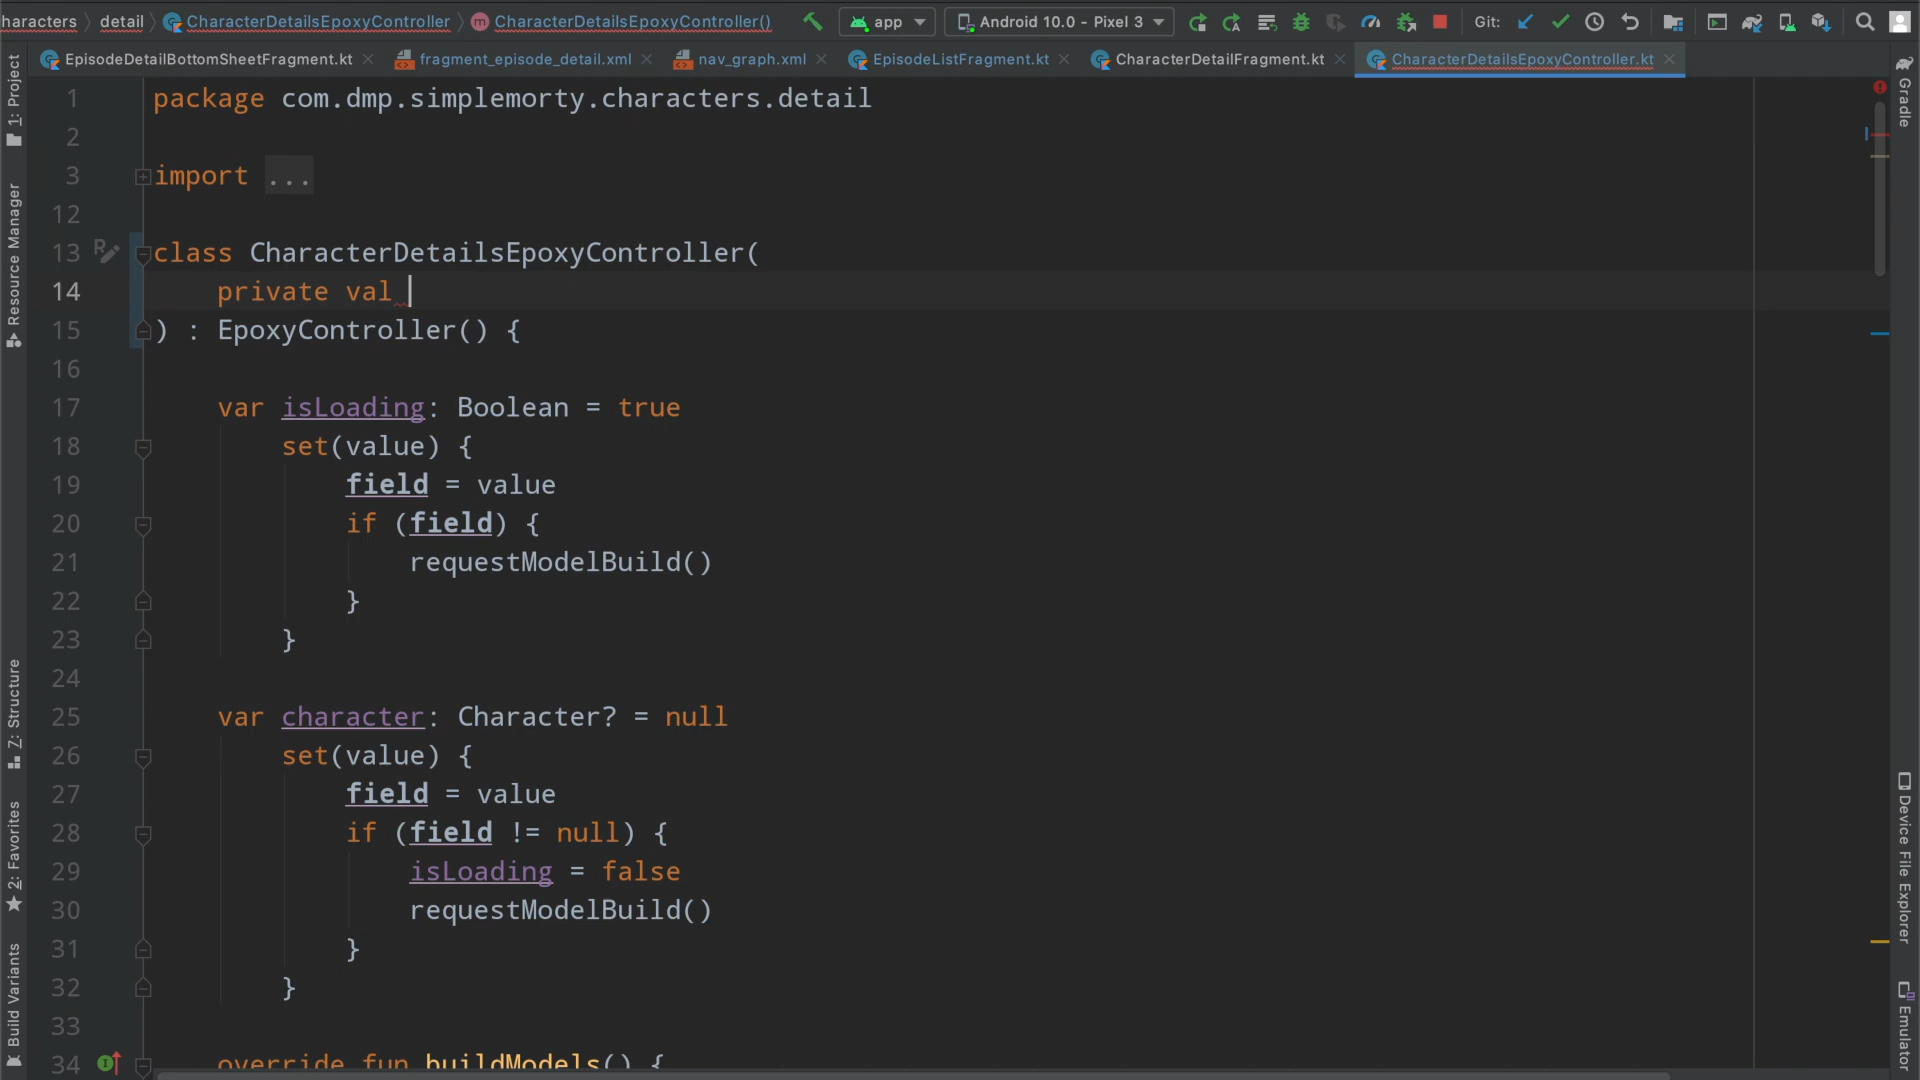 haracters
detail
CharacterDetailsEpoxyController
CharacterDetailsEpoxyController()
app
Android 10.0 - Pixel 3
Git:
EpisodeDetailBottomSheetFragment.kt
fragment_episode_detail.xml
nav_graph.xml
EpisodeListFragment.kt
CharacterDetailFragment.kt
CharacterDetailsEpoxyController.kt
1: Project
Resource Manager
Z: Structure
2: Favorites
Build Variants
1 package com.dmp.simplemorty.characters.detail
2
3 import ...
12
13 class CharacterDetailsEpoxyController(
14 private val
15 ) : EpoxyController() {
16
17 var isLoading: Boolean = true
18 set(value) {
19 field = value
20 if (field) {
21 requestModelBuild()
22 }
23 }
24
25 var character: Character? = null
26 set(value) {
27 field = value
28 if (field != null) {
29 isLoading = false
30 requestModelBuild()
31 }
32 }
33
34 override fun buildModels() {
Gradle
Device File Explorer
Emulator